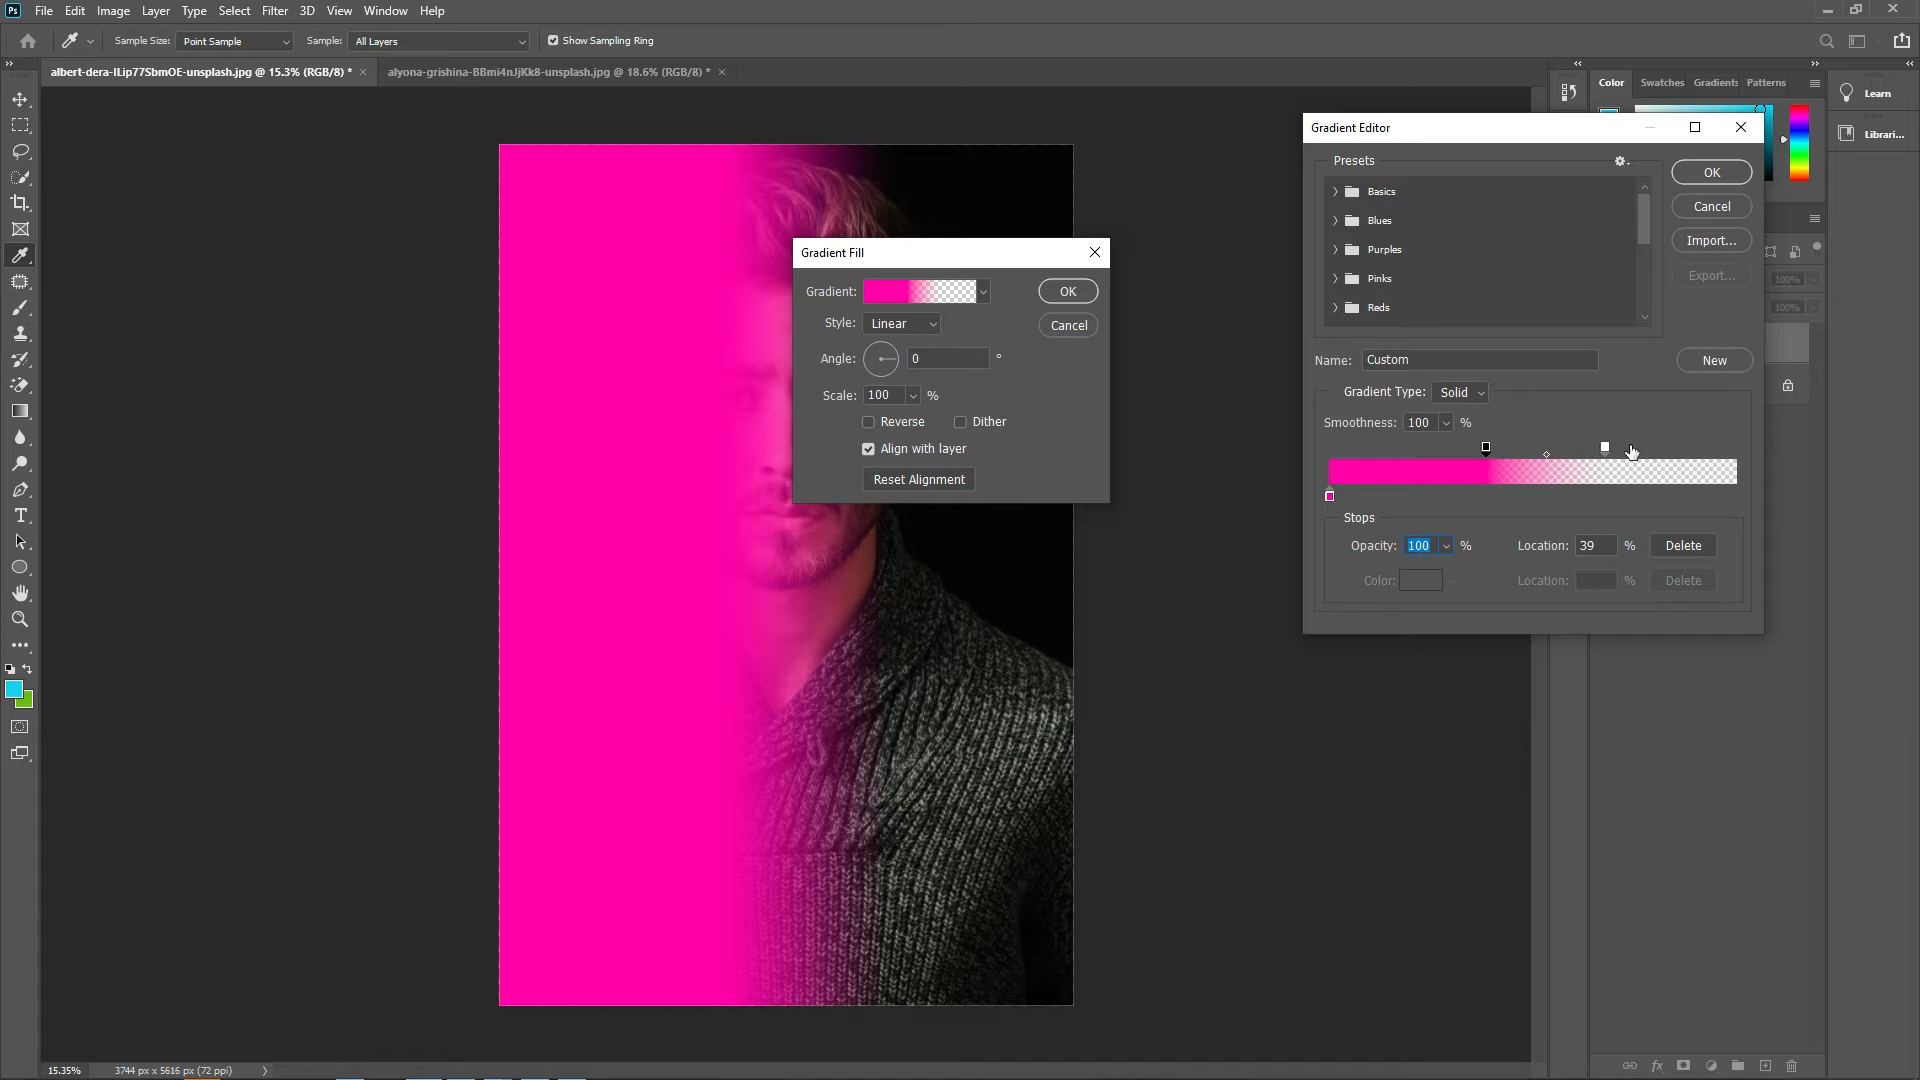 Ps File Edit Image Layer Type Select Filter 3D View Window Help
Sample Size: Point Sample Sample: All Layers Show Sampling Ring
albert-dera-ILip77SbmOE-unsplash.jpg @ 15.3% (RGB/8) * alyona-grishina-BBmi4nJjKk8-unsplash.jpg @ 18.6% (RGB/8) *
Color Swatches Gradients Patterns
Learn
Librari...
Gradient Editor
Presets
Basics
Blues
Purples
Pinks
Reds
OK
Cancel
Import...
Export...
Name: Custom New
Gradient Type: Solid
Smoothness: 100 %
Stops
Opacity: 100 % Location: 39 % Delete
Color: Location: % Delete
100%
100%
Gradient Fill
Gradient: OK
Style: Linear Cancel
Angle: 0 °
Scale: 100 %
Reverse Dither
Align with layer
Reset Alignment
T
fx
15.35% 3744 px x 5616 px (72 ppi)